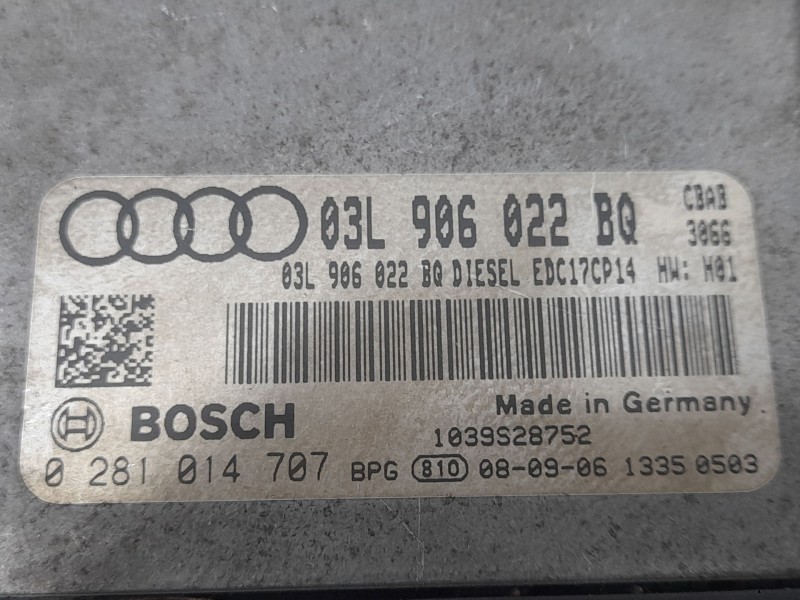 03L 906 022 BQ CBAB
3066
03L 906 022 BQ DIESEL EDC17CP14 HW: H01
BOSCH
Made in Germany
1039S28752
0 281 014 707 BPG 810 08-09-06 1335 0503